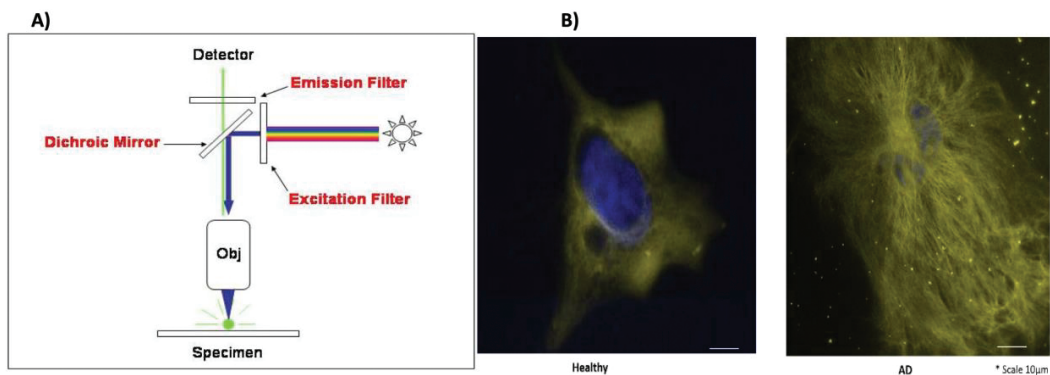 A)
Detector
Emission Filter
Dichroic Mirror
Excitation Filter
Obj
Specimen
B)
Healthy
AD
* Scale 10μm